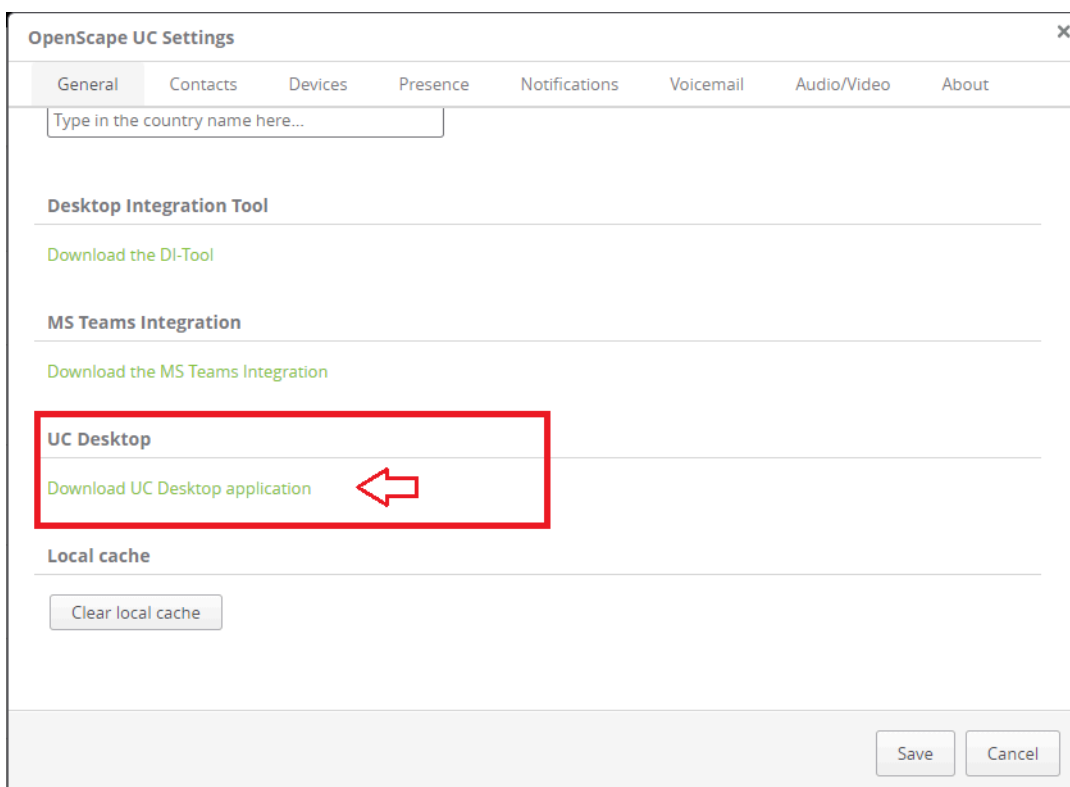 OpenScape UC Settings
General Contacts Devices Presence Notifications Voicemail Audio/Video About
Type in the country name here...
Desktop Integration Tool
Download the DI-Tool
MS Teams Integration
Download the MS Teams Integration
UC Desktop
Download UC Desktop application
Local cache
Clear local cache
Save Cancel